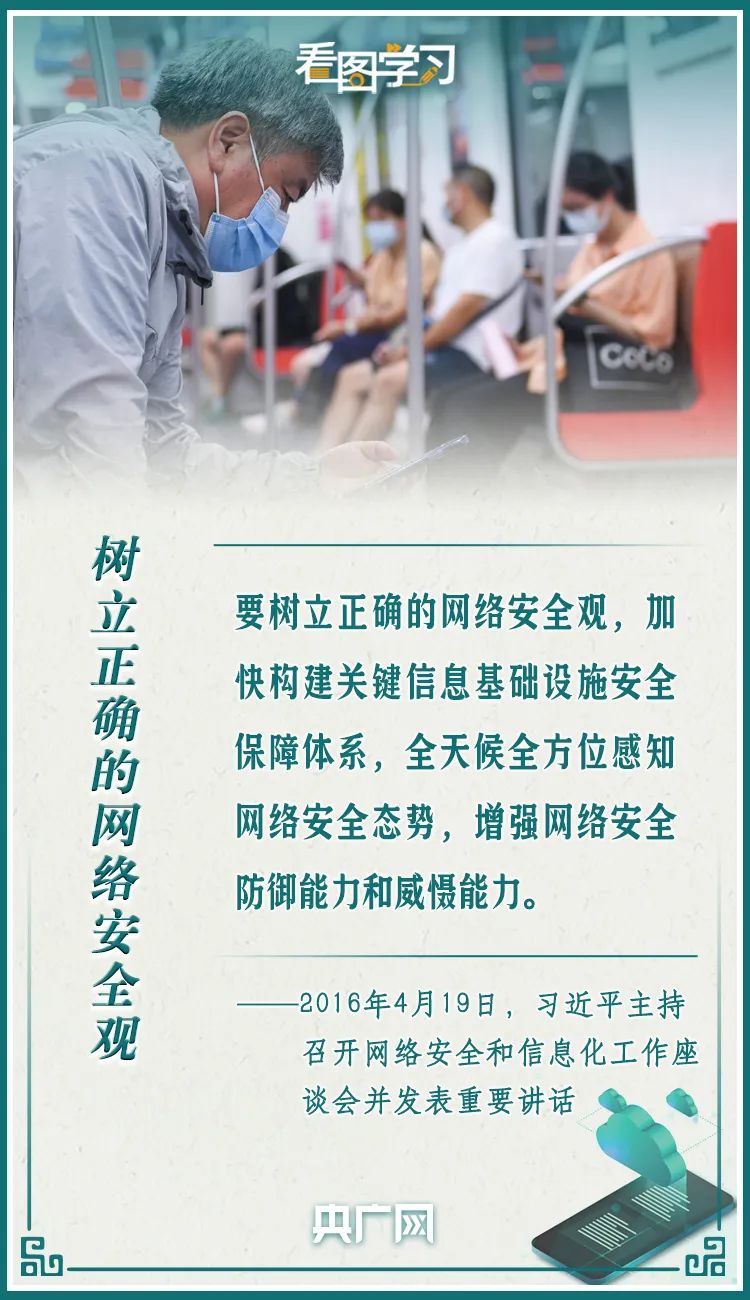 看图学习
CoCo
树立正确的网络安全观
要树立正确的网络安全观，加
快构建关键信息基础设施安全
保障体系，全天候全方位感知
网络安全态势，增强网络安全
防御能力和威慑能力。
——2016年4月19日，习近平主持
召开网络安全和信息化工作座
谈会并发表重要讲话
央广网